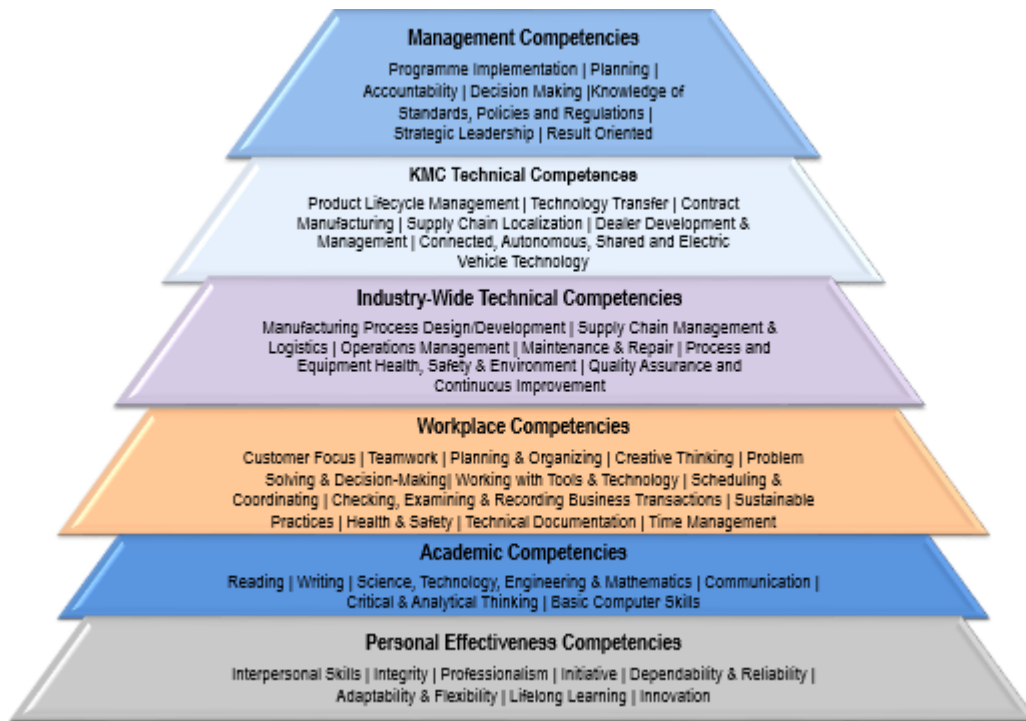 Management Competencies
Programme Implementation | Planning |
Accountability | Decision Making |Knowledge of
Standards, Policies and Regulations |
Strategic Leadership | Result Oriented
KMC Technical Competences
Product Lifecycle Management | Technology Transfer | Contract
Manufacturing | Supply Chain Localization | Dealer Development &
Management | Connected, Autonomous, Shared and Electric
Vehicle Technology
Industry-Wide Technical Competencies
Manufacturing Process Design/Development | Supply Chain Management &
Logistics | Operations Management | Maintenance & Repair | Process and
Equipment Health, Safety & Environment | Quality Assurance and
Continuous Improvement
Workplace Competencies
Customer Focus | Teamwork | Planning & Organizing | Creative Thinking | Problem
Solving & Decision-Making| Working with Tools & Technology | Scheduling &
Coordinating | Checking, Examining & Recording Business Transactions | Sustainable
Practices | Health & Safety | Technical Documentation | Time Management
Academic Competencies
Reading | Writing | Science, Technology, Engineering & Mathematics | Communication |
Critical & Analytical Thinking | Basic Computer Skills
Personal Effectiveness Competencies
Interpersonal Skills | Integrity | Professionalism | Initiative | Dependability & Reliability |
Adaptability & Flexibility | Lifelong Learning | Innovation